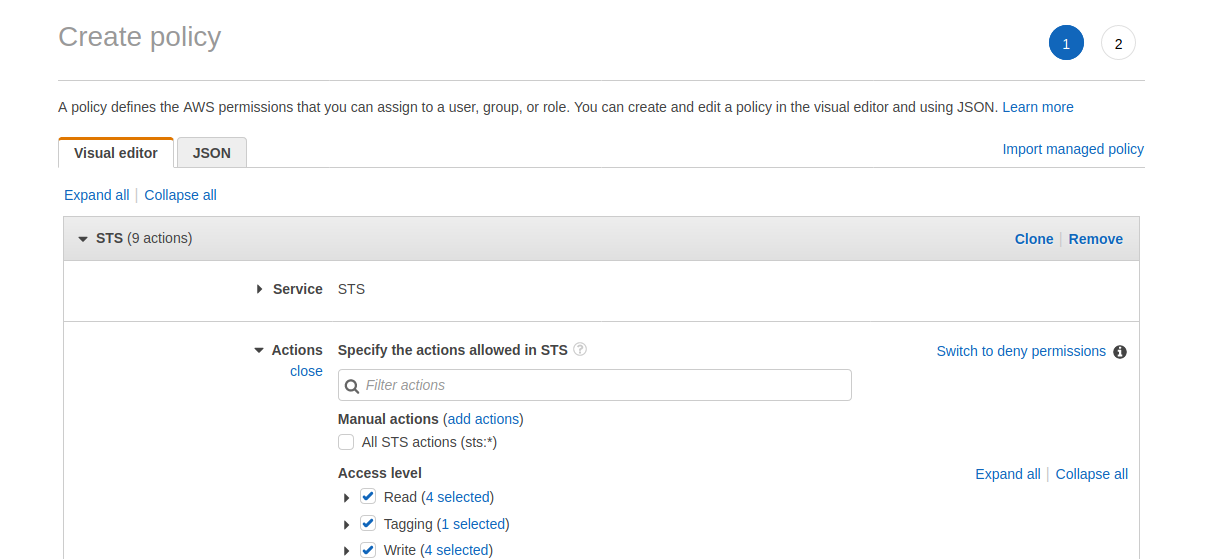 Create policy
1 2
A policy defines the AWS permissions that you can assign to a user, group, or role. You can create and edit a policy in the visual editor and using JSON. Learn more
Visual editor JSON Import managed policy
Expand all | Collapse all
STS (9 actions) Clone | Remove
Service STS
Actions Specify the actions allowed in STS ? Switch to deny permissions i
close
Filter actions
Manual actions (add actions)
All STS actions (sts:*)
Access level Expand all | Collapse all
Read (4 selected)
Tagging (1 selected)
Write (4 selected)